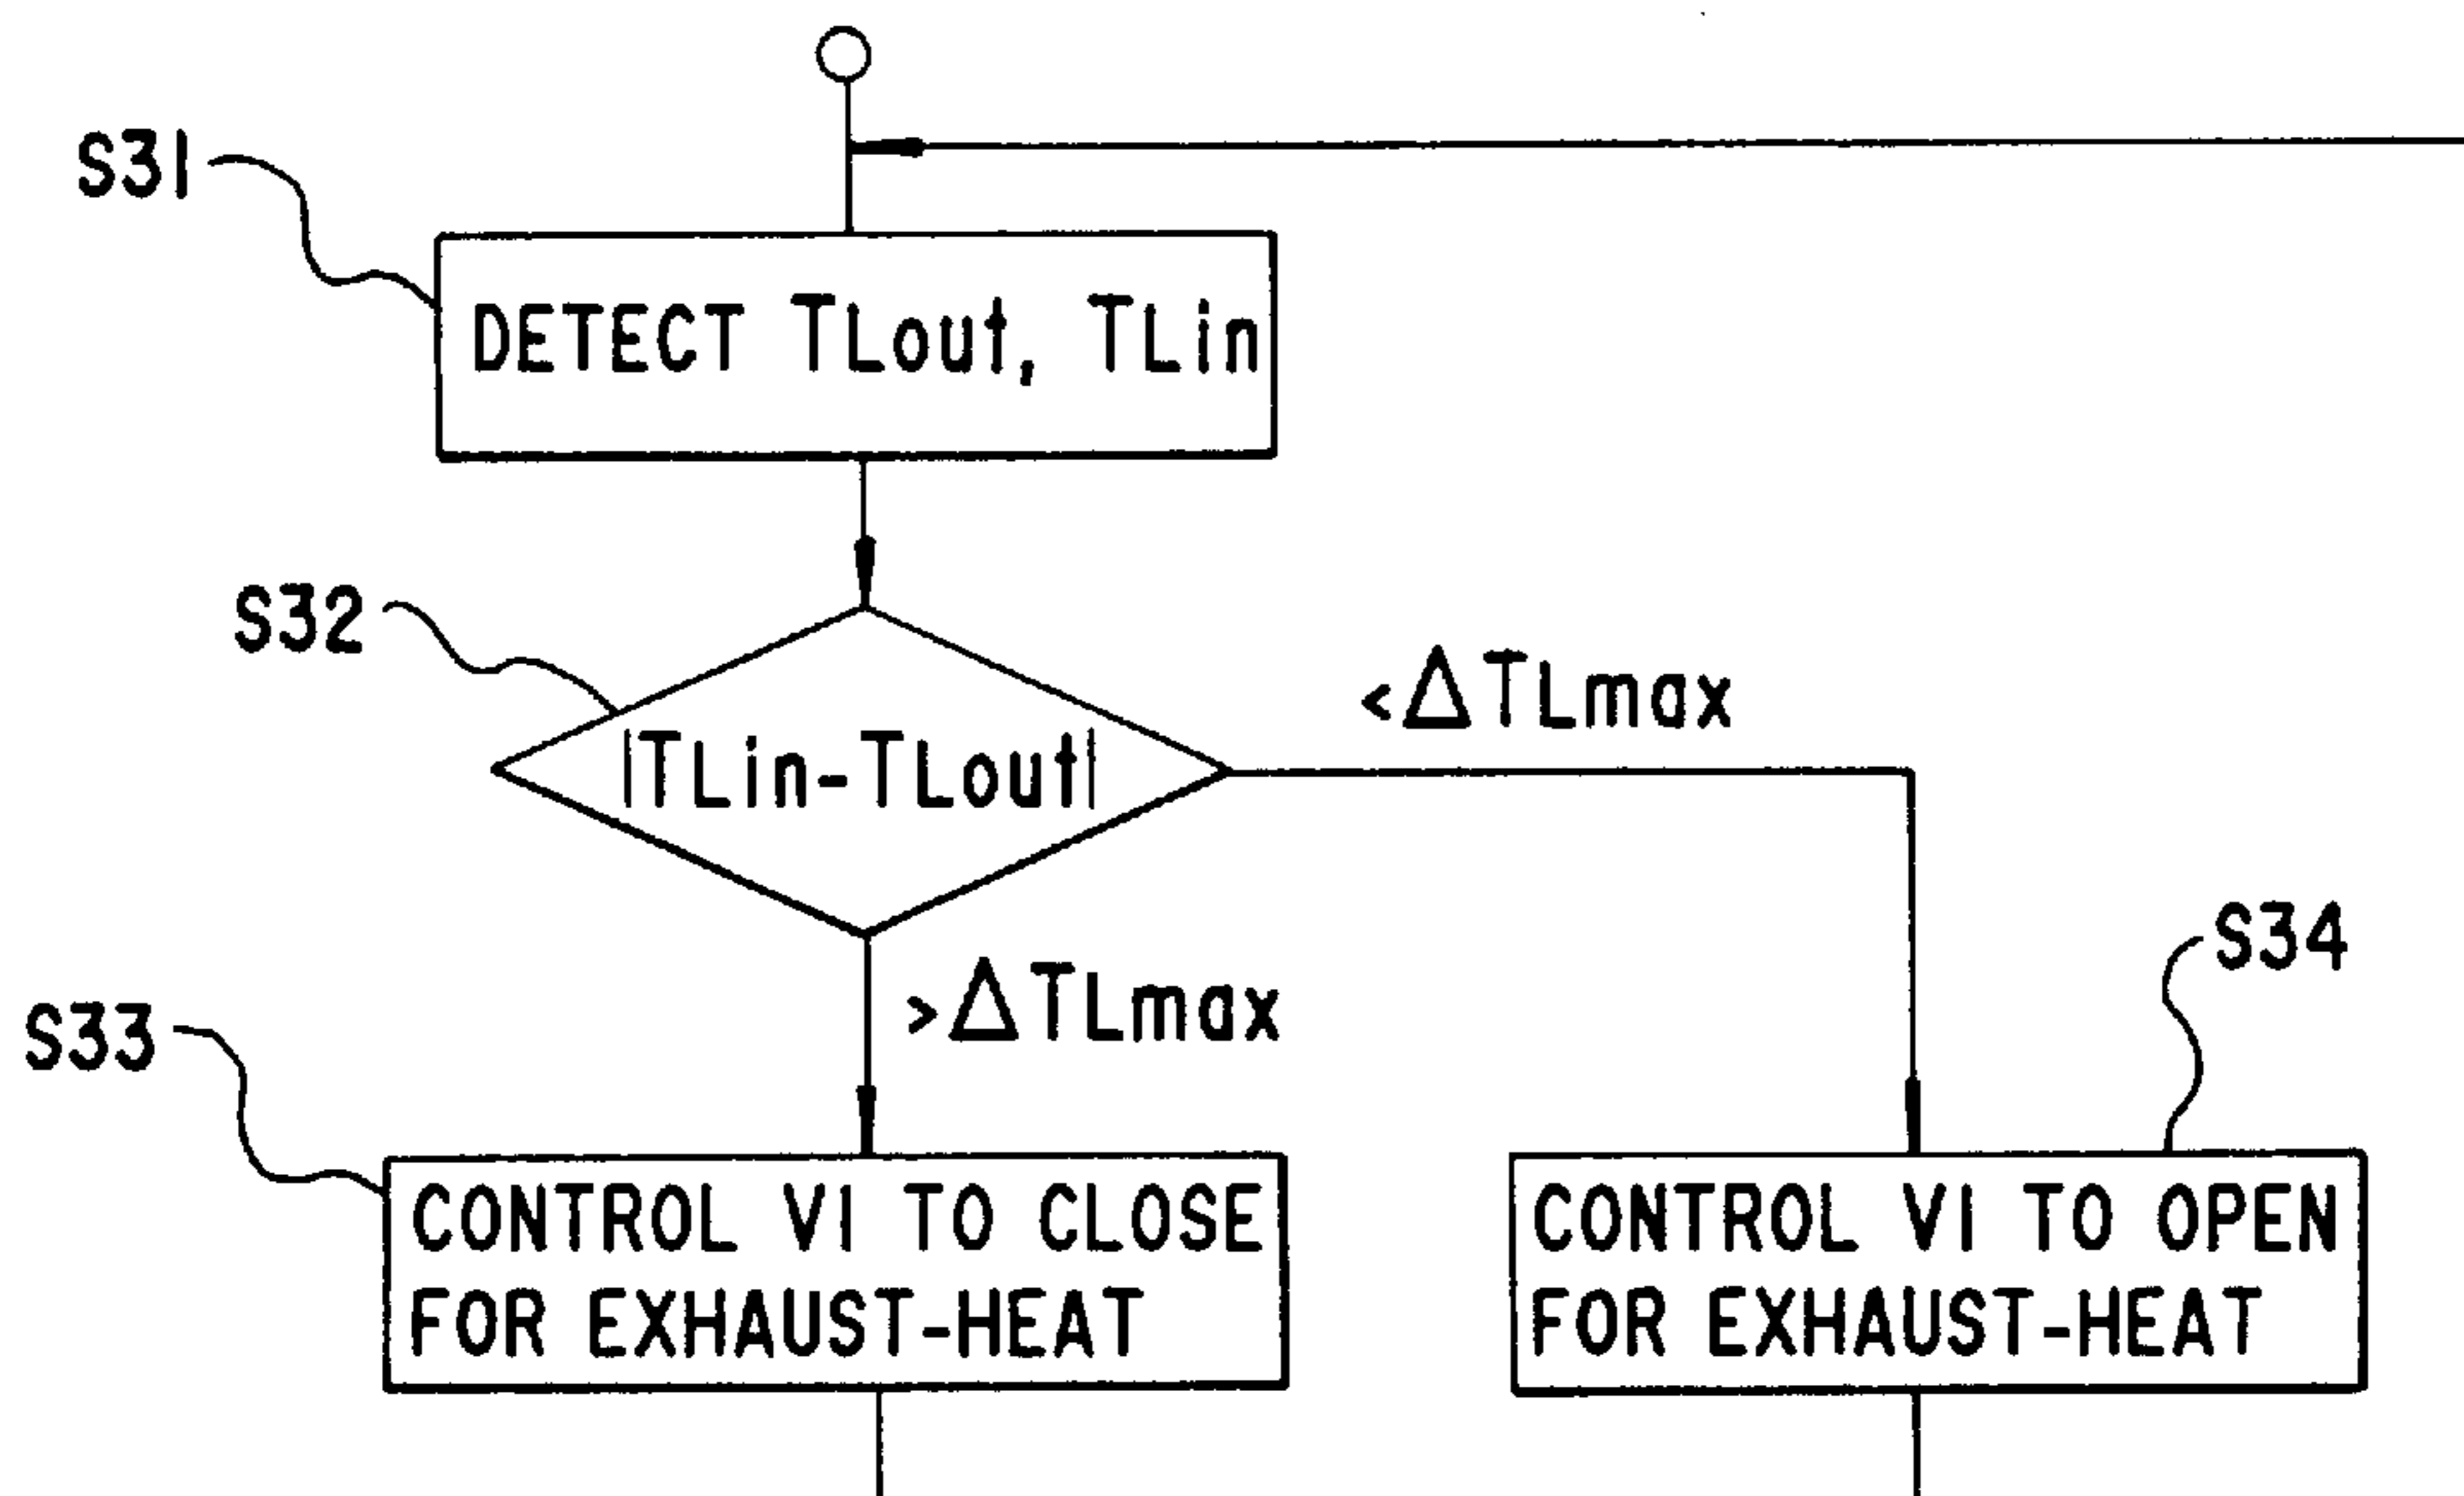 S31
DETECT TLout, TLin
S32
|TLin-TLout|
<ΔTLmax
>ΔTLmax
S33
S34
CONTROL V1 TO CLOSE
FOR EXHAUST-HEAT
CONTROL V1 TO OPEN
FOR EXHAUST-HEAT